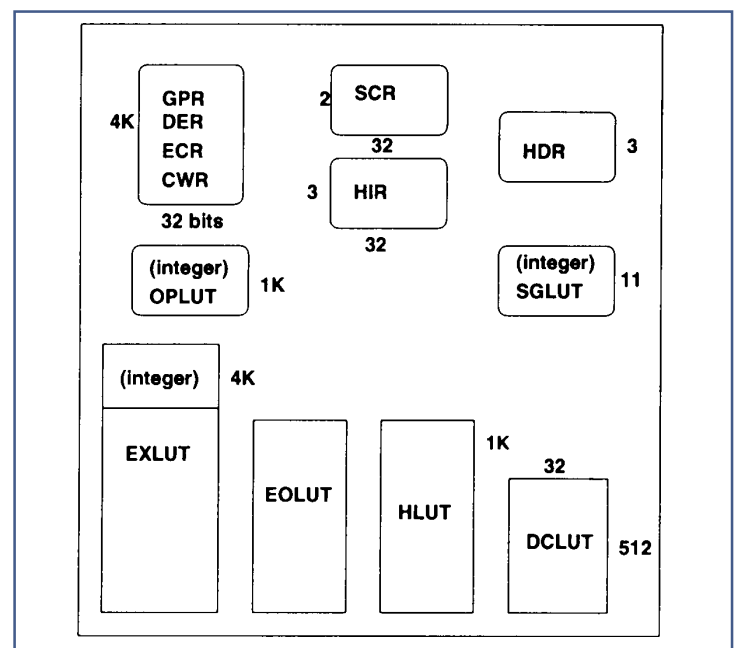 GPR
DER
ECR
CWR
4K
32 bits
SCR
2
32
HIR
3
32
HDR
3
(integer)
OPLUT
1K
(integer)
SGLUT
11
(integer)
4K
EXLUT
EOLUT
HLUT
1K
32
DCLUT
512